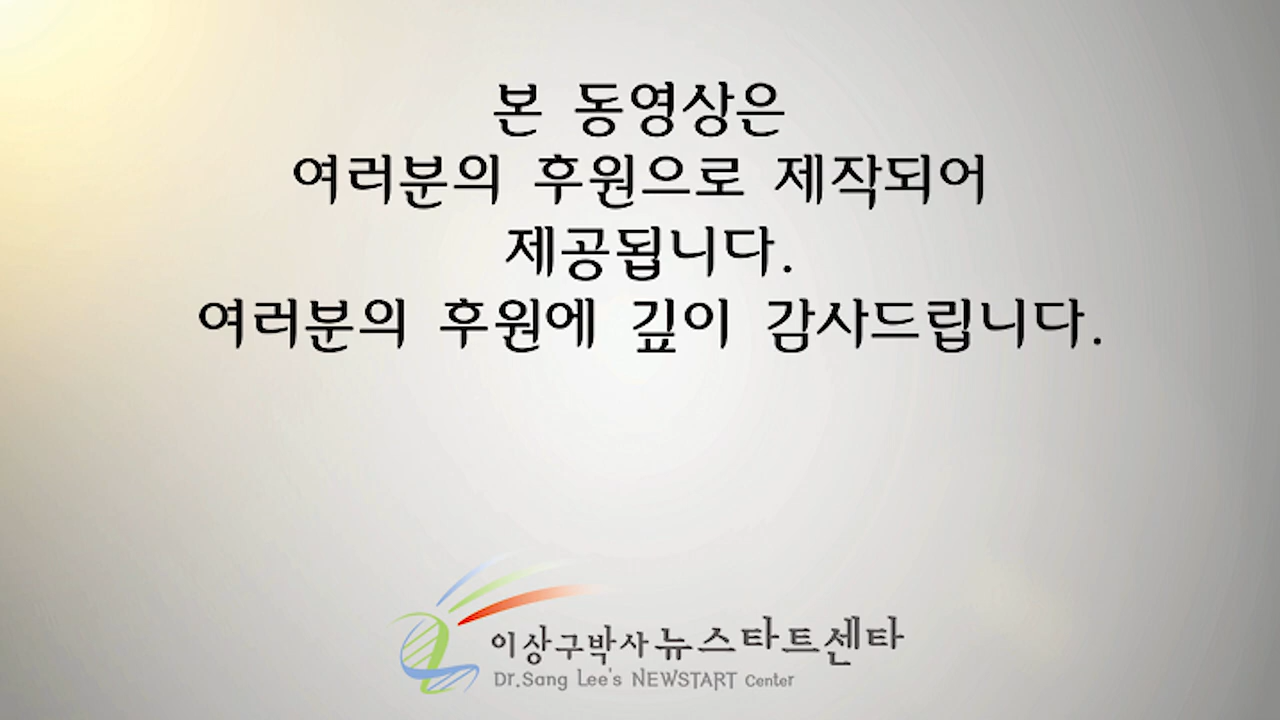 본 동영상은
여러분의 후원으로 제작되어
제공됩니다.
여러분의 후원에 깊이 감사드립니다.
이상구박사 뉴스타트센타
Dr.Sang Lee's NEWSTART Center